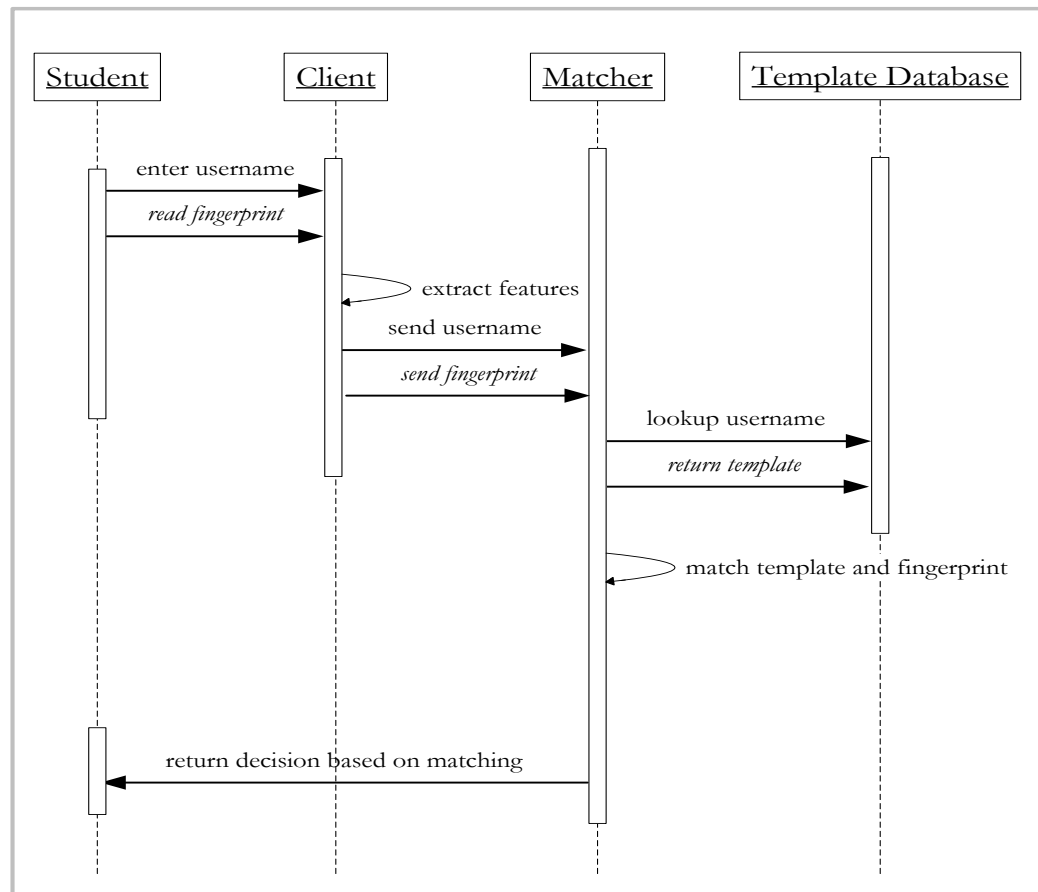 Student
Client
Matcher
Template Database
enter username
read fingerprint
extract features
send username
send fingerprint
lookup username
return template
match template and fingerprint
return decision based on matching